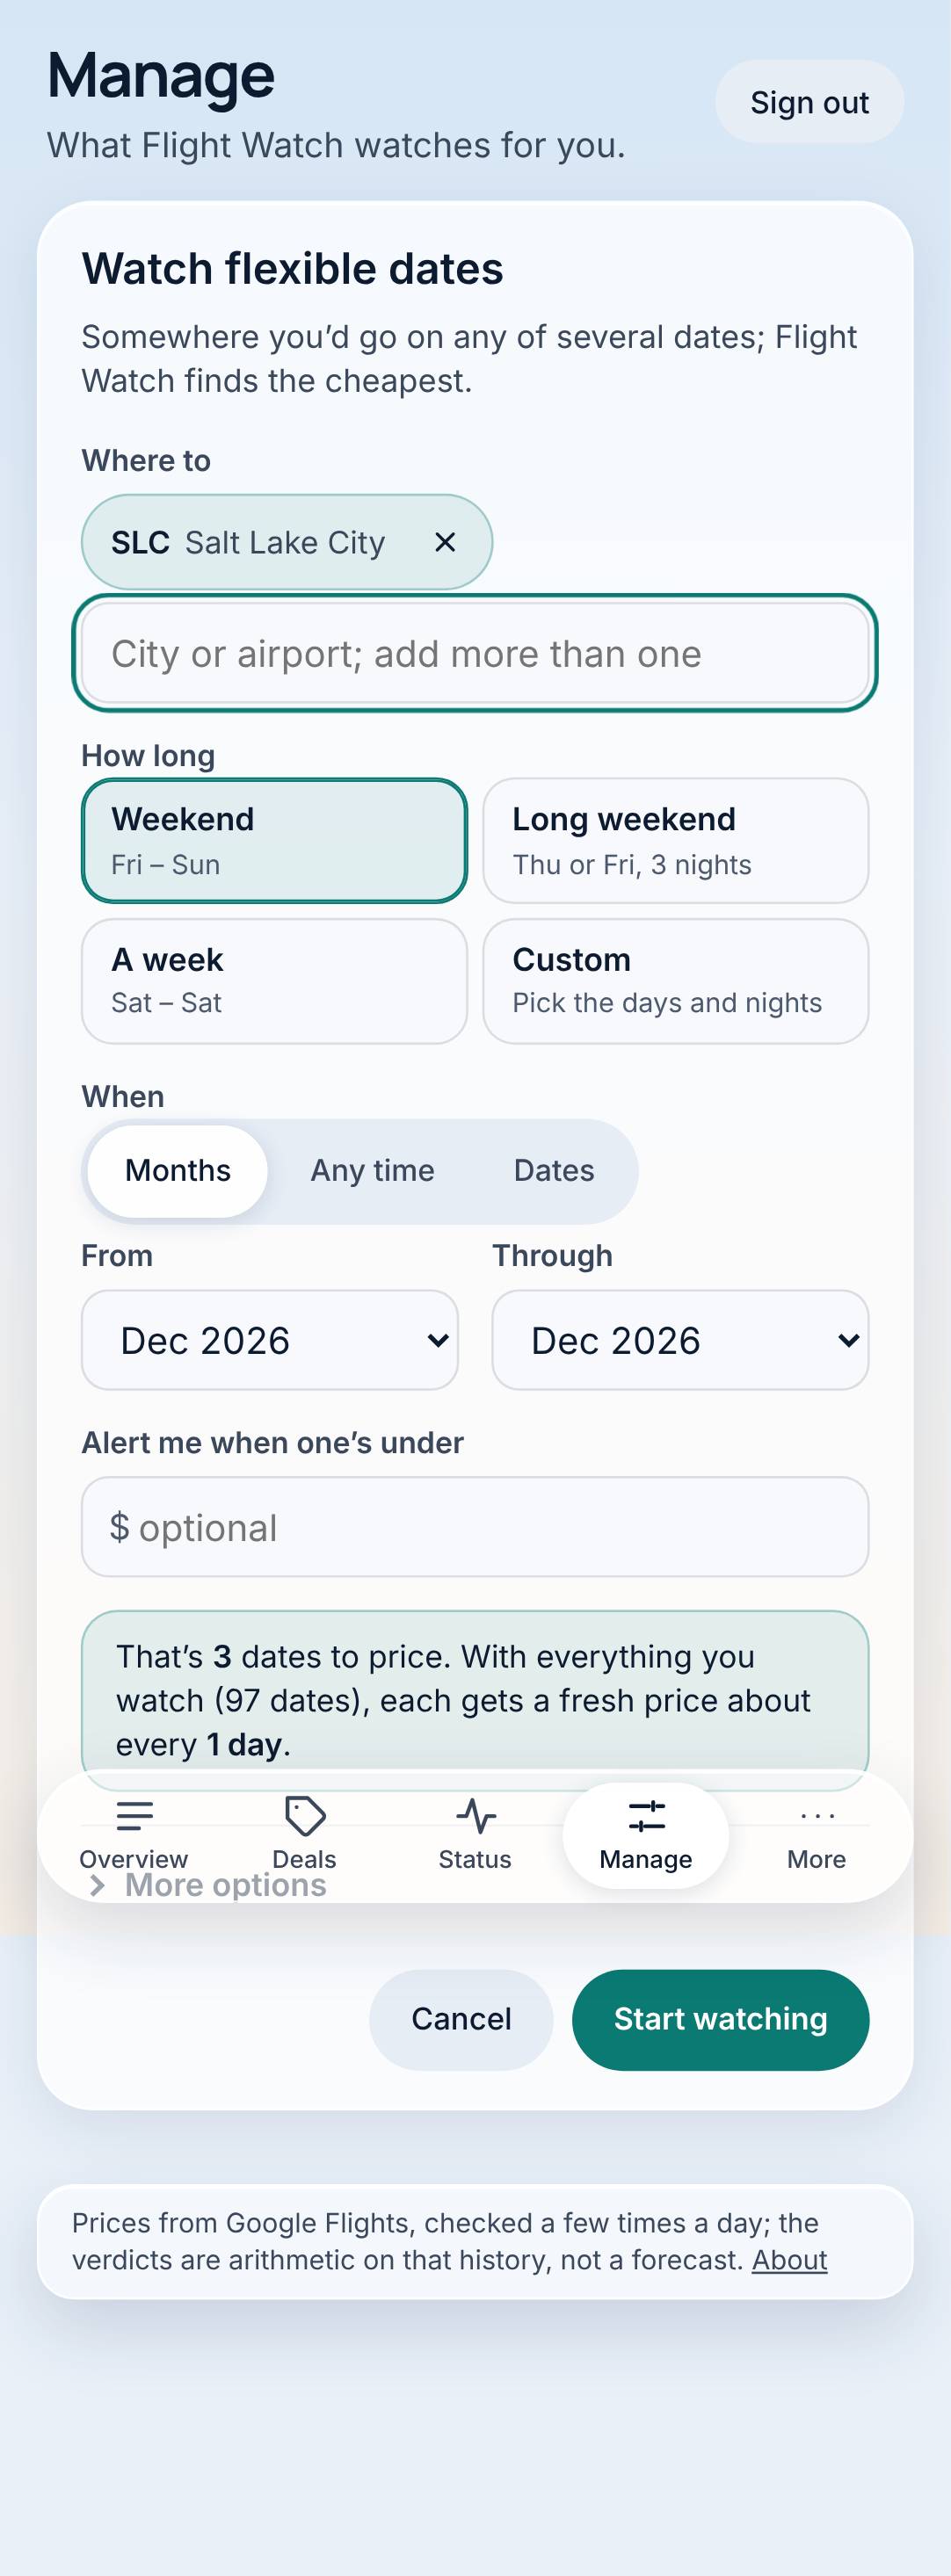 Manage
What Flight Watch watches for you.
Sign out
Watch flexible dates
Somewhere you’d go on any of several dates; Flight
Watch finds the cheapest.
Where to
SLC Salt Lake City ×
City or airport; add more than one
How long
Weekend
Fri – Sun
Long weekend
Thu or Fri, 3 nights
A week
Sat – Sat
Custom
Pick the days and nights
When
Months Any time Dates
From Through
Dec 2026 Dec 2026
Alert me when one’s under
$ optional
That’s 3 dates to price. With everything you
watch (97 dates), each gets a fresh price about
every 1 day.
Overview Deals Status Manage More
More options
Cancel Start watching
Prices from Google Flights, checked a few times a day; the
verdicts are arithmetic on that history, not a forecast. About